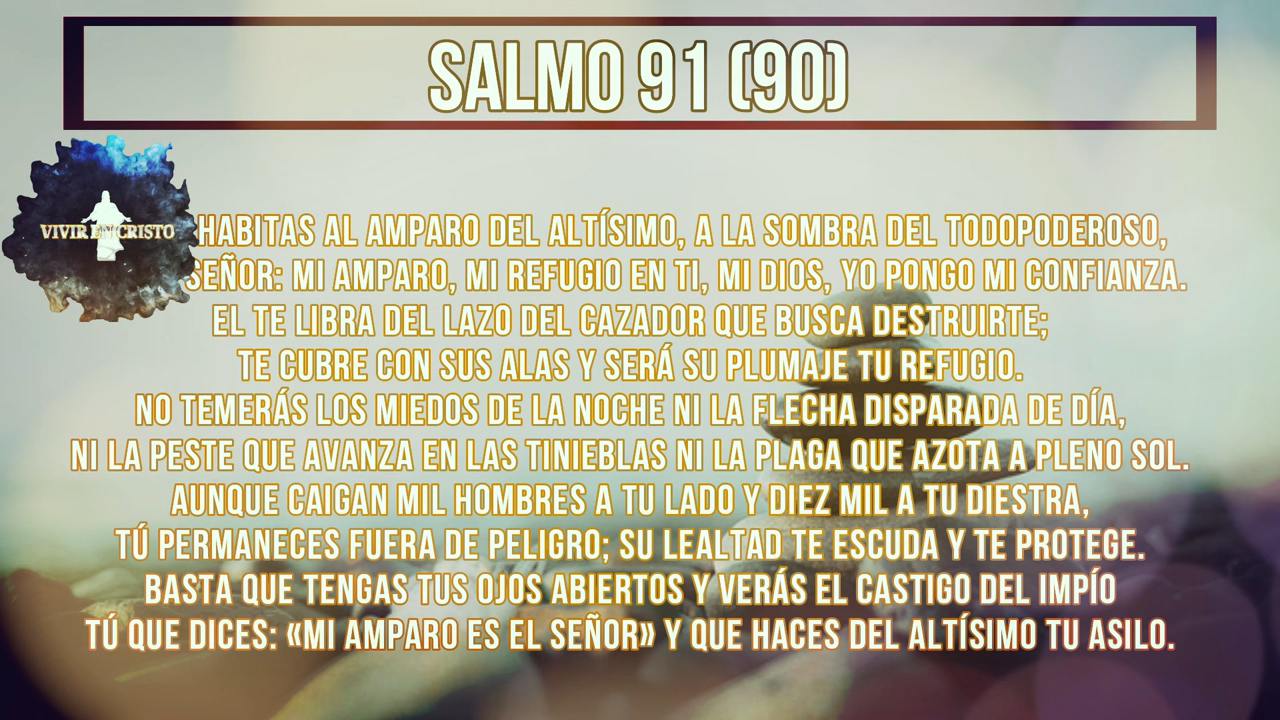 SALMO 91 (90)
VIVIR EN CRISTO
HABITAS AL AMPARO DEL ALTÍSIMO, A LA SOMBRA DEL TODOPODEROSO,
SEÑOR: MI AMPARO, MI REFUGIO EN TI, MI DIOS, YO PONGO MI CONFIANZA.
EL TE LIBRA DEL LAZO DEL CAZADOR QUE BUSCA DESTRUIRTE;
TE CUBRE CON SUS ALAS Y SERÁ SU PLUMAJE TU REFUGIO.
NO TEMERÁS LOS MIEDOS DE LA NOCHE NI LA FLECHA DISPARADA DE DÍA,
NI LA PESTE QUE AVANZA EN LAS TINIEBLAS NI LA PLAGA QUE AZOTA A PLENO SOL.
AUNQUE CAIGAN MIL HOMBRES A TU LADO Y DIEZ MIL A TU DIESTRA,
TÚ PERMANECES FUERA DE PELIGRO; SU LEALTAD TE ESCUDA Y TE PROTEGE.
BASTA QUE TENGAS TUS OJOS ABIERTOS Y VERÁS EL CASTIGO DEL IMPÍO
TÚ QUE DICES: «MI AMPARO ES EL SEÑOR» Y QUE HACES DEL ALTÍSIMO TU ASILO.